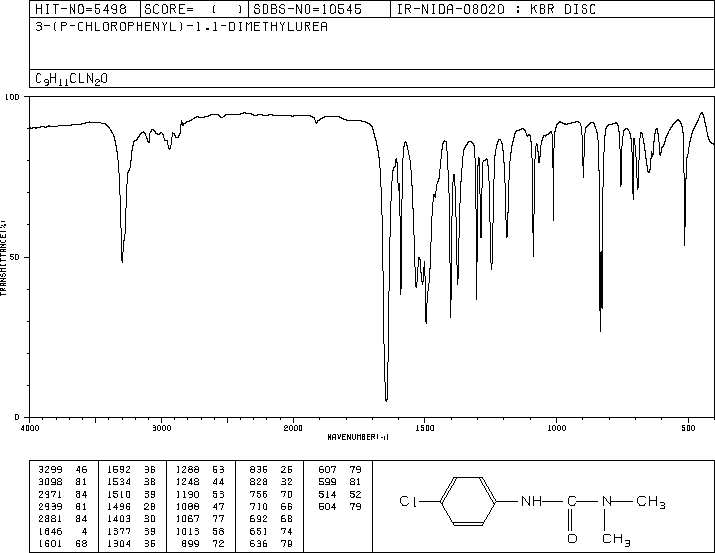 HIT-NO=5498 SCORE= ( ) SDBS-NO=10545 IR-NIDA-08020 : KBR DISC
3-(P-CHLOROPHENYL)-1,1-DIMETHYLUREA
C9H11CLN2O
100
50
0
TRANSMITTANCE(%)
4000 3000 2000 1500 1000 500
WAVENUMBER(-1)
3299 46 1592 36 1288 53 836 26 607 79
3098 81 1534 38 1248 44 828 32 599 81
2971 84 1510 39 1190 53 756 70 514 52
2939 81 1496 28 1088 47 710 66 504 79
2881 84 1403 30 1067 77 692 68
1646 4 1377 39 1013 58 651 74
1601 68 1304 36 899 72 636 78
Cl NH C N CH3
O CH3